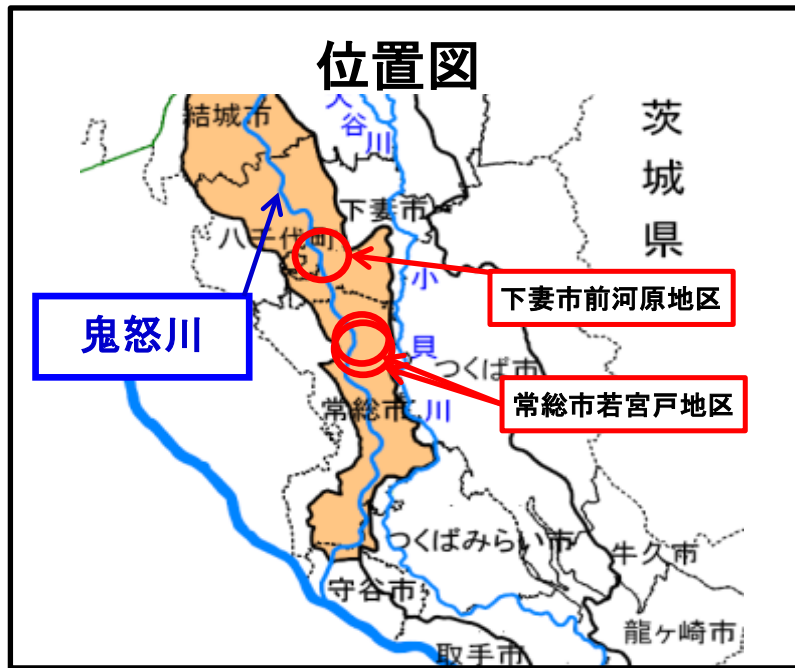 位置図
結城市
大谷川
茨城県
下妻市
八千代町
小貝川
下妻市前河原地区
鬼怒川
つくば市
常総市若宮戸地区
常総市
つくばみらい市
牛久市
守谷市
龍ヶ崎市
取手市